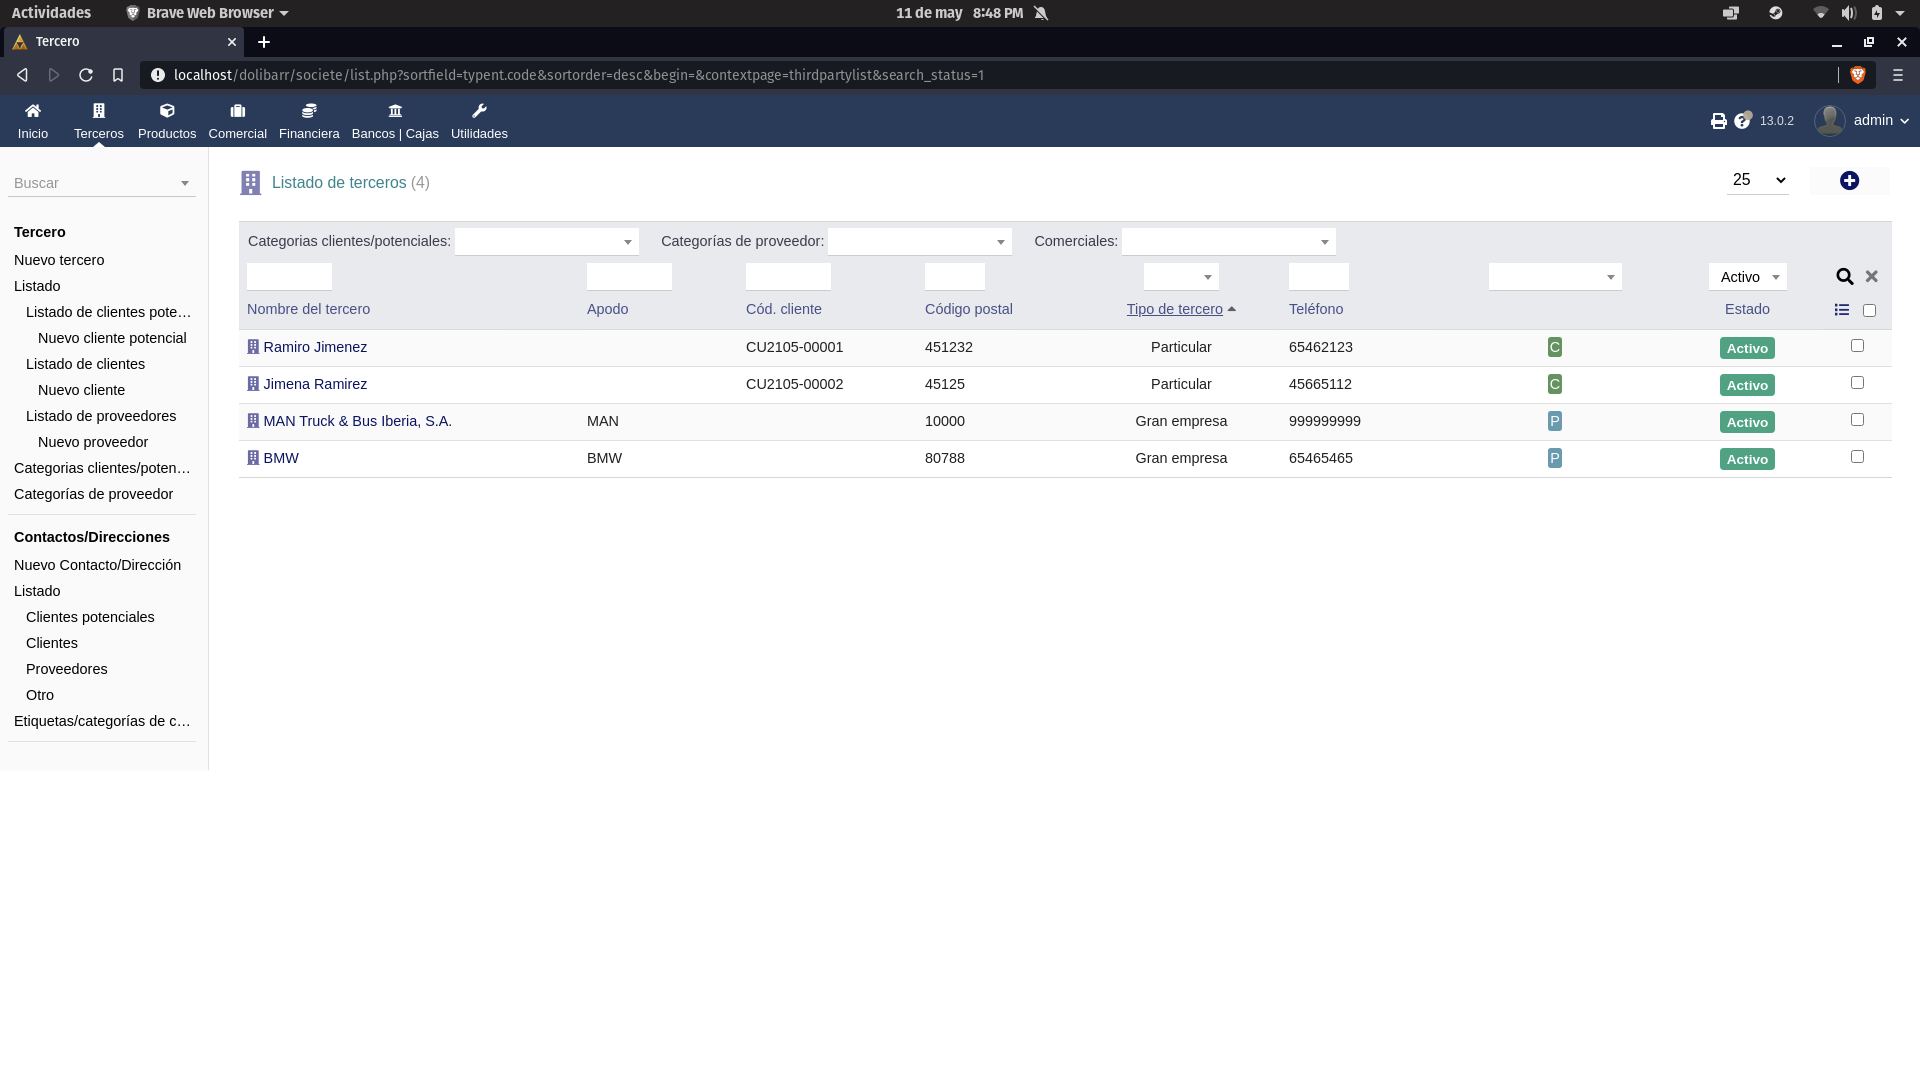 Actividades
Brave Web Browser
11 de may 8:48 PM
Tercero
localhost/dolibarr/societe/list.php?sortfield=typent.code&sortorder=desc&begin=&contextpage=thirdpartylist&search_status=1
Inicio
Terceros
Productos
Comercial
Financiera
Bancos | Cajas
Utilidades
13.0.2
admin
Buscar
Tercero
Nuevo tercero
Listado
Listado de clientes pote…
Nuevo cliente potencial
Listado de clientes
Nuevo cliente
Listado de proveedores
Nuevo proveedor
Categorias clientes/poten…
Categorías de proveedor
Contactos/Direcciones
Nuevo Contacto/Dirección
Listado
Clientes potenciales
Clientes
Proveedores
Otro
Etiquetas/categorías de c…
Listado de terceros (4)
25
Categorias clientes/potenciales:
Categorías de proveedor:
Comerciales:
Activo
Nombre del tercero Apodo Cód. cliente Código postal Tipo de tercero Teléfono Estado
Ramiro Jimenez CU2105-00001 451232 Particular 65462123 C Activo
Jimena Ramirez CU2105-00002 45125 Particular 45665112 C Activo
MAN Truck & Bus Iberia, S.A. MAN 10000 Gran empresa 999999999 P Activo
BMW BMW 80788 Gran empresa 65465465 P Activo